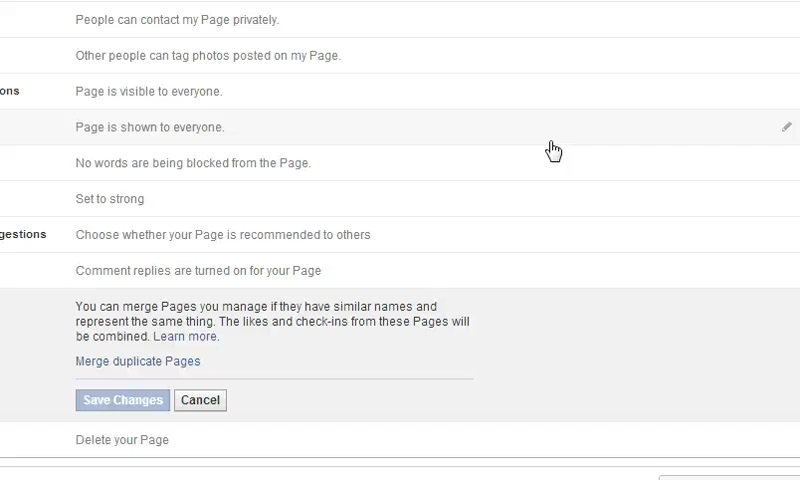 People can contact my Page privately.
Other people can tag photos posted on my Page.
ons
Page is visible to everyone.
Page is shown to everyone.
No words are being blocked from the Page.
Set to strong
gestions
Choose whether your Page is recommended to others
Comment replies are turned on for your Page
You can merge Pages you manage if they have similar names and
represent the same thing. The likes and check-ins from these Pages will
be combined. Learn more.
Merge duplicate Pages
Save Changes
Cancel
Delete your Page